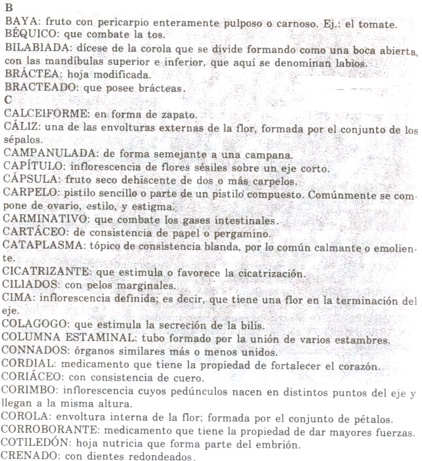 B
BAYA: fruto con pericarpio enteramente pulposo o carnoso. Ej.: el tomate.
BÉQUICO: que combate la tos.
BILABIADA: dícese de la corola que se divide formando como una boca abierta,
con las mandíbulas superior e inferior, que aquí se denominan labios.
BRÁCTEA: hoja modificada.
BRACTEADO: que posee brácteas.
C
CALCEIFORME: en forma de zapato.
CÁLIZ: una de las envolturas externas de la flor, formada por el conjunto de los
sépalos.
CAMPANULADA: de forma semejante a una campana.
CAPÍTULO: inflorescencia de flores sésiles sobre un eje corto.
CÁPSULA: fruto seco dehiscente de dos o más carpelos.
CARPELO: pistilo sencillo o parte de un pistilo compuesto. Comúnmente se com-
pone de ovario, estilo, y estigma.
CARMINATIVO: que combate los gases intestinales.
CARTÁCEO: de consistencia de papel o pergamino.
CATAPLASMA: tópico de consistencia blanda, por lo común calmante o emolien-
te.
CICATRIZANTE: que estimula o favorece la cicatrización.
CILIADOS: con pelos marginales.
CIMA: inflorescencia definida; es decir, que tiene una flor en la terminación del
eje.
COLAGOGO: que estimula la secreción de la bilis.
COLUMNA ESTAMINAL: tubo formado por la unión de varios estambres.
CONNADOS: órganos similares más o menos unidos.
CORDIAL: medicamento que tiene la propiedad de fortalecer el corazón.
CORIÁCEO: con consistencia de cuero.
CORIMBO: inflorescencia cuyos pedúnculos nacen en distintos puntos del eje y
llegan a la misma altura.
COROLA: envoltura interna de la flor; formada por el conjunto de pétalos.
CORROBORANTE: medicamento que tiene la propiedad de dar mayores fuerzas.
COTILEDÓN: hoja nutricia que forma parte del embrión.
CRENADO: con dientes redondeados.